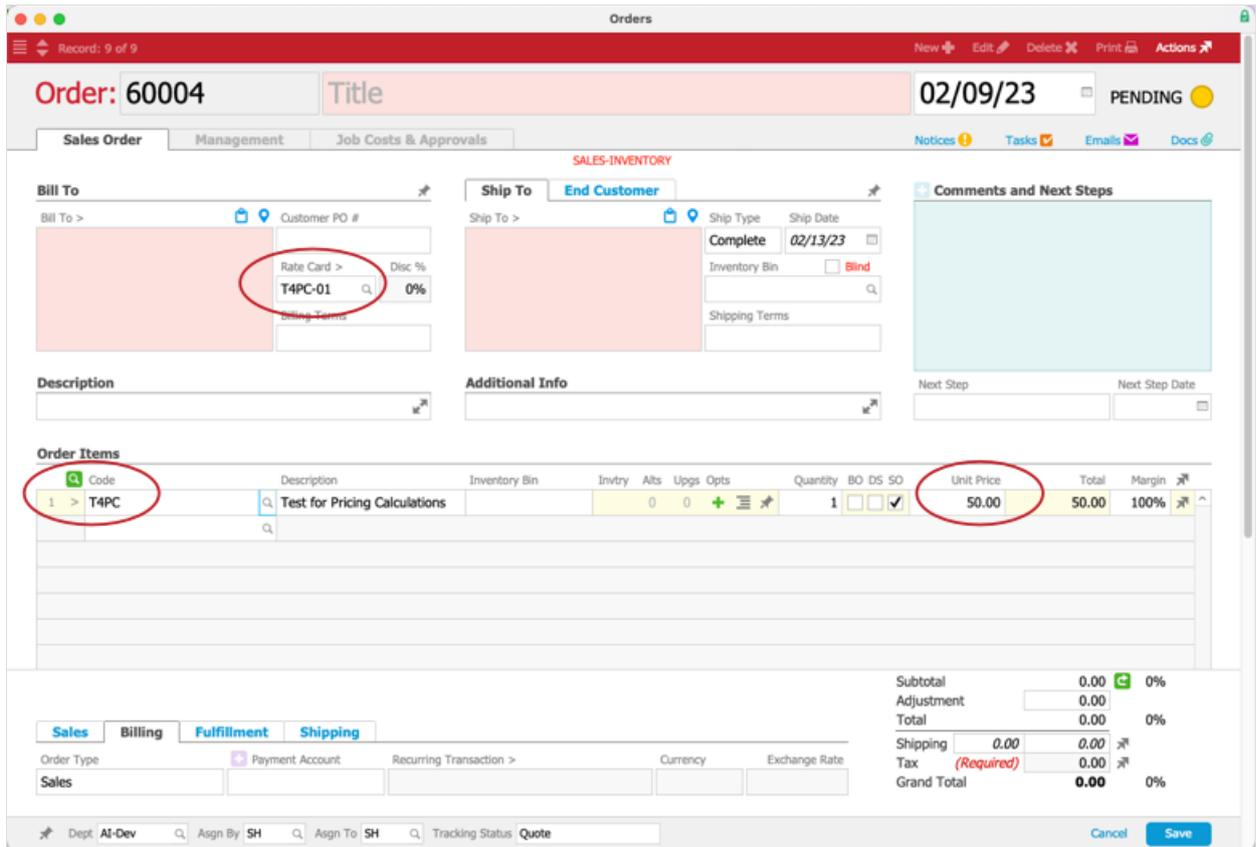 Orders
Record: 9 of 9 New Edit Delete Print Actions
Order: 60004 Title 02/09/23 PENDING
Sales Order Management Job Costs & Approvals Notices Tasks Emails Docs
SALES-INVENTORY
Bill To Ship To End Customer Comments and Next Steps
Bill To > Customer PO # Ship To > Ship Type Ship Date
Complete 02/13/23
Rate Card > Disc % Inventory Bin Blind
T4PC-01 0%
Billing Terms Shipping Terms
Description Additional Info Next Step Next Step Date
Order Items
Code Description Inventory Bin Invtry Alts Upgs Opts Quantity BO DS SO Unit Price Total Margin
1 > T4PC Test for Pricing Calculations 0 0 1 50.00 50.00 100%
Subtotal 0.00 0%
Adjustment 0.00
Total 0.00 0%
Sales Billing Fulfillment Shipping
Shipping 0.00 0.00
Order Type Payment Account Recurring Transaction > Currency Exchange Rate
Tax (Required) 0.00
Sales
Grand Total 0.00 0%
Dept AI-Dev Asgn By SH Asgn To SH Tracking Status Quote Cancel Save